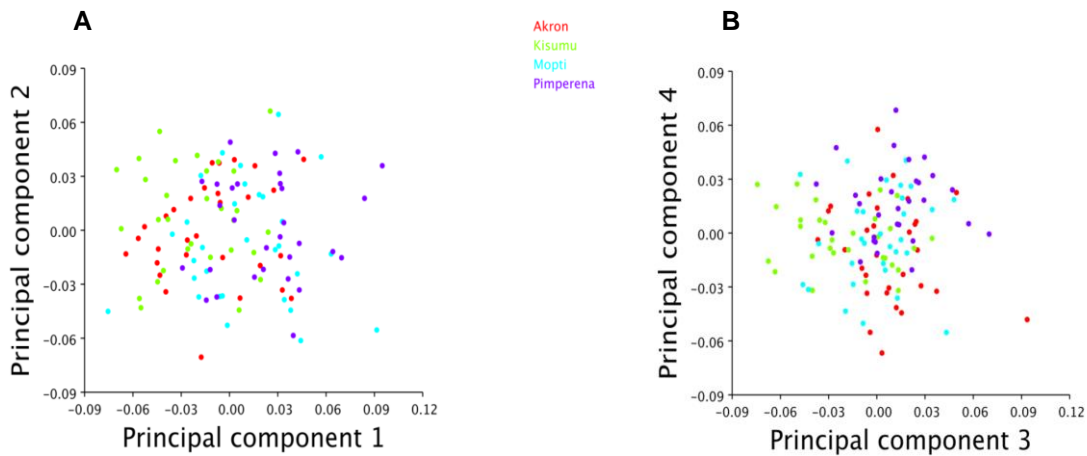 A
Akron
Kisumu
Mopti
Pimperena
B
Principal component 2
0.09
0.06
0.03
0.00
−0.03
−0.06
−0.09
−0.09 −0.06 −0.03 0.00 0.03 0.06 0.09 0.12
Principal component 1
Principal component 4
0.09
0.06
0.03
0.00
−0.03
−0.06
−0.09
−0.09 −0.06 −0.03 0.00 0.03 0.06 0.09 0.12
Principal component 3